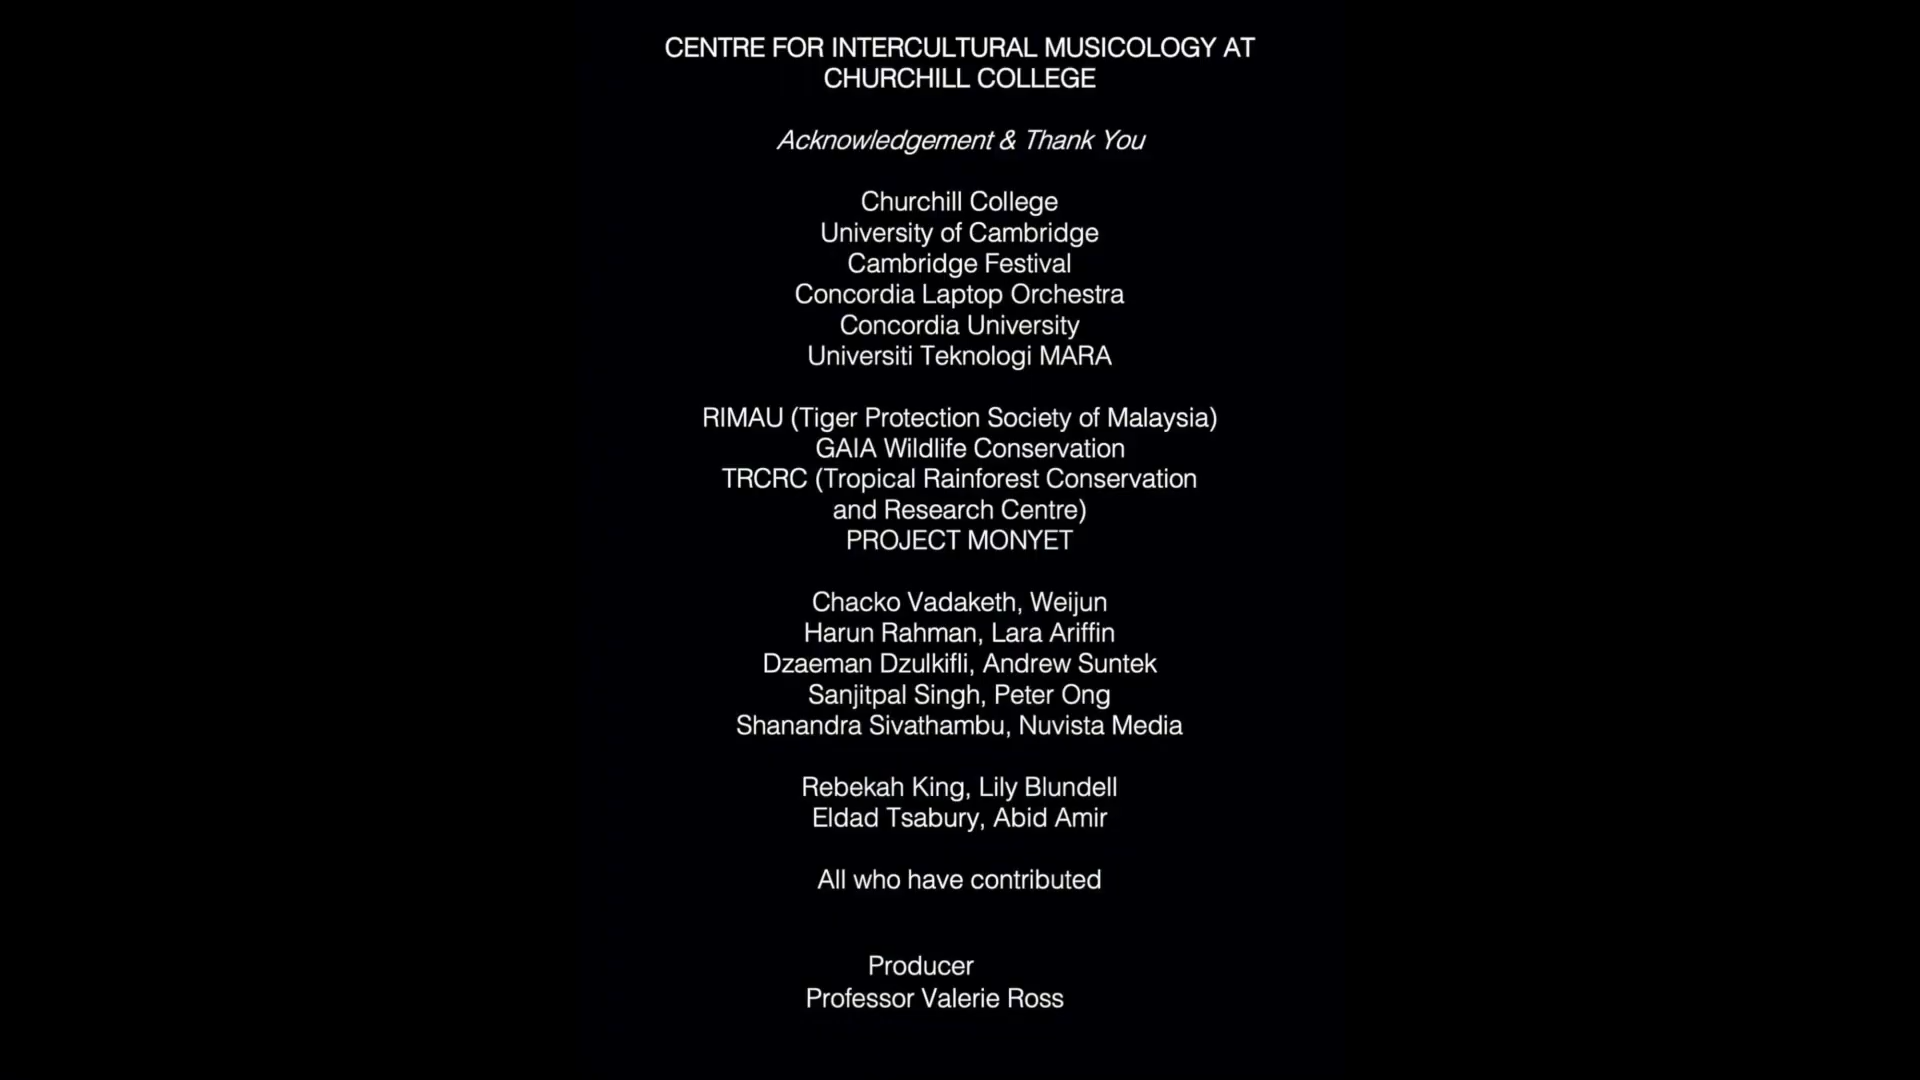 CENTRE FOR INTERCULTURAL MUSICOLOGY AT
CHURCHILL COLLEGE
Acknowledgement & Thank You
Churchill College
University of Cambridge
Cambridge Festival
Concordia Laptop Orchestra
Concordia University
Universiti Teknologi MARA
RIMAU (Tiger Protection Society of Malaysia)
GAIA Wildlife Conservation
TRCRC (Tropical Rainforest Conservation
and Research Centre)
PROJECT MONYET
Chacko Vadaketh, Weijun
Harun Rahman, Lara Ariffin
Dzaeman Dzulkifli, Andrew Suntek
Sanjitpal Singh, Peter Ong
Shanandra Sivathambu, Nuvista Media
Rebekah King, Lily Blundell
Eldad Tsabury, Abid Amir
All who have contributed
Producer
Professor Valerie Ross